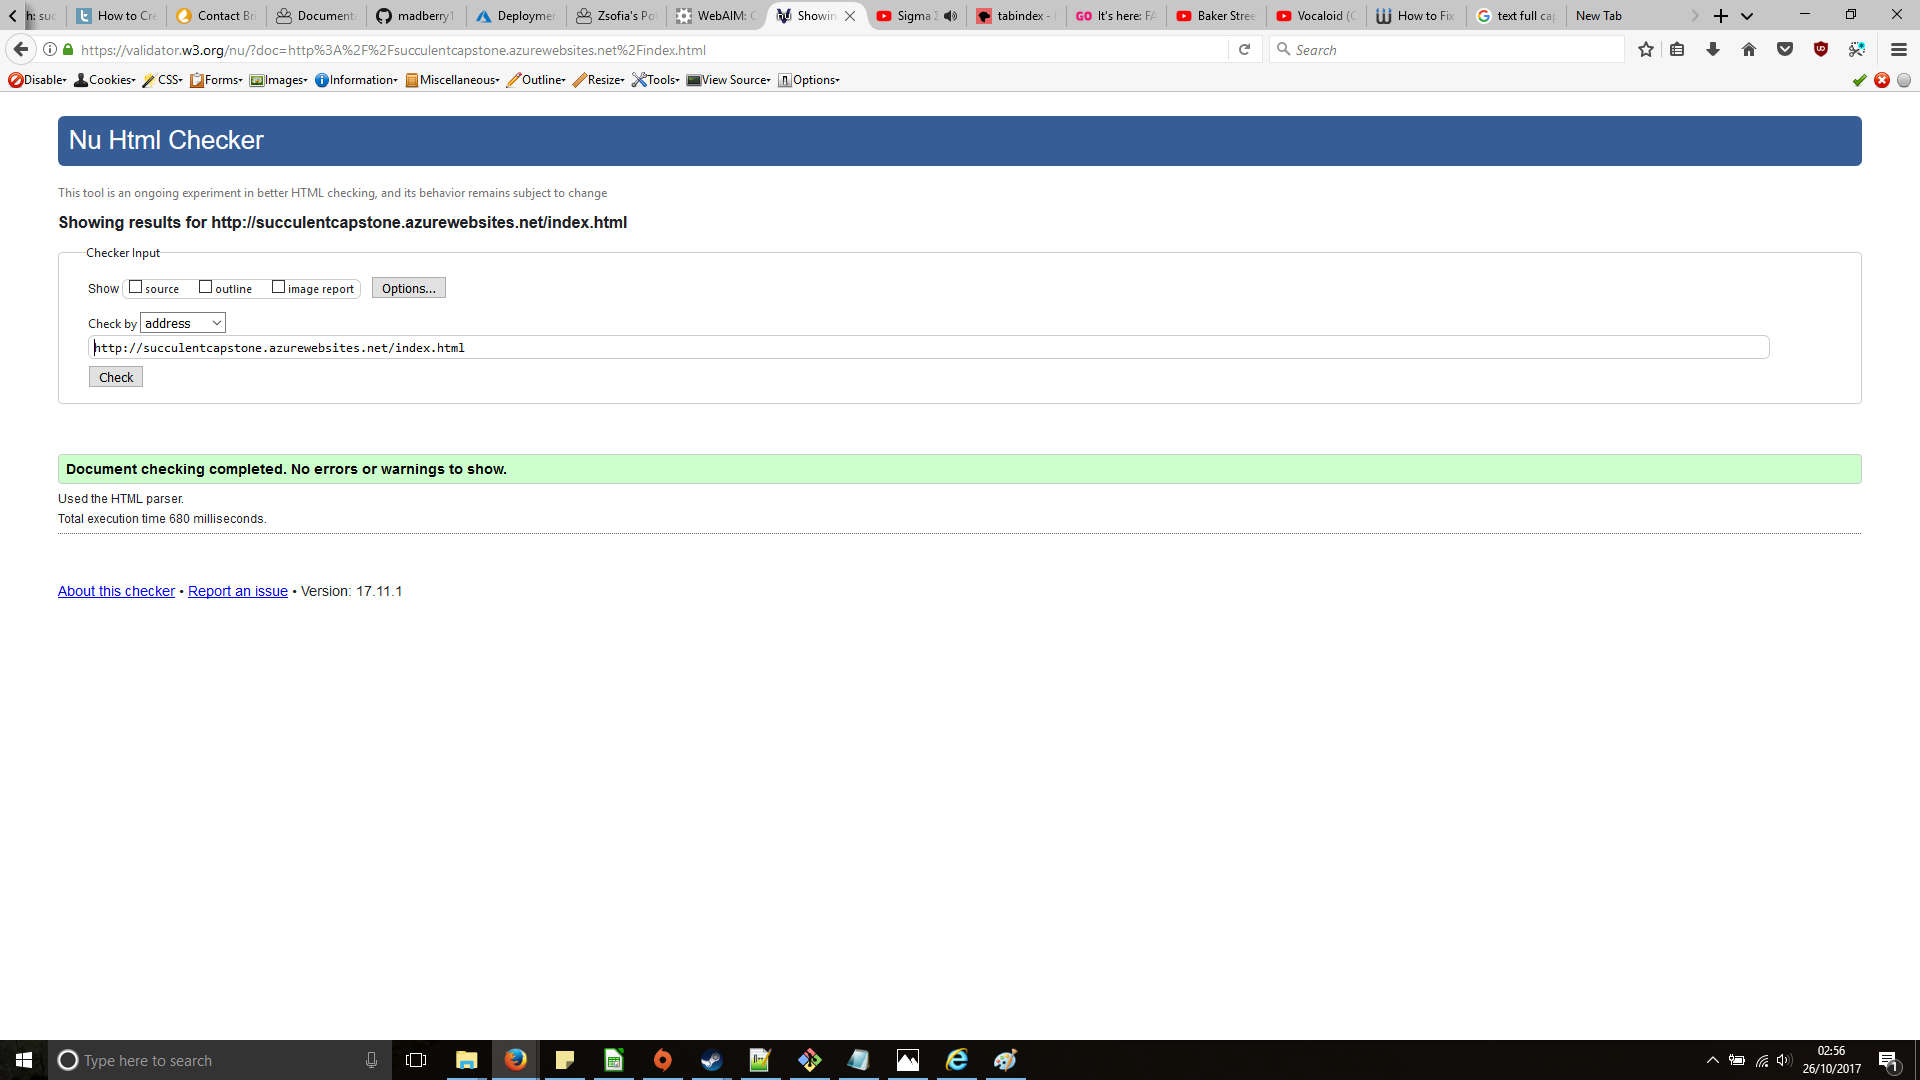 h: suc How to Cre Contact Bri Documenta madberry1 Deploymen Zsofia's Po WebAIM: C Showin Sigma tabindex - It's here: FA Baker Stree Vocaloid (C How to Fix text full cap New Tab
https://validator.w3.org/nu/?doc=http%3A%2F%2Fsucculentcapstone.azurewebsites.net%2Findex.html
Search
Disable Cookies CSS Forms Images Information Miscellaneous Outline Resize Tools View Source Options
Nu Html Checker
This tool is an ongoing experiment in better HTML checking, and its behavior remains subject to change
Showing results for http://succulentcapstone.azurewebsites.net/index.html
Checker Input
Show source outline image report Options...
Check by address
http://succulentcapstone.azurewebsites.net/index.html
Check
Document checking completed. No errors or warnings to show.
Used the HTML parser.
Total execution time 680 milliseconds.
About this checker • Report an issue • Version: 17.11.1
Type here to search
02:56
26/10/2017
1